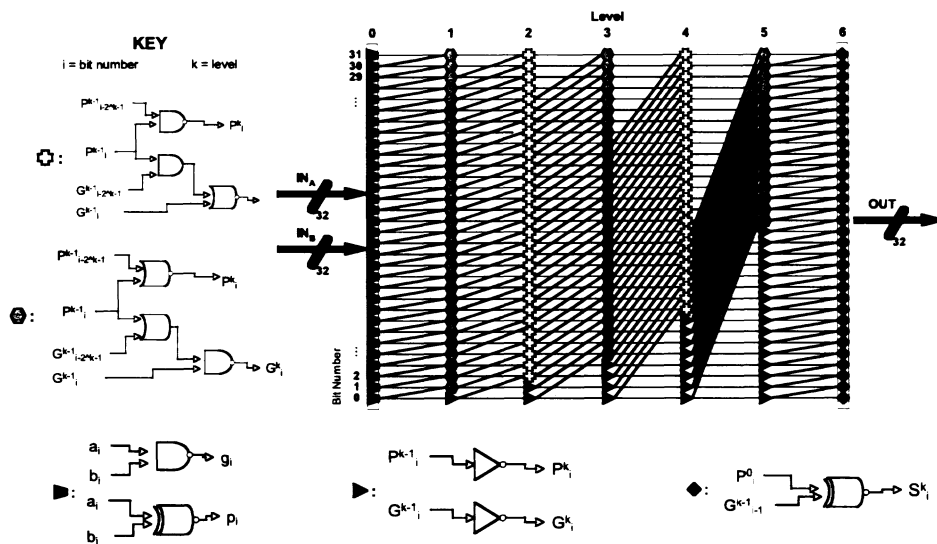 KEY
i = bit number k = level
P^k-1_i-2^k-1
P^k_i
P^k-1_i
G^k-1_i-2^k-1
G^k-1_i
P^k-1_i-2^k-1
P^k_i
P^k-1_i
G^k-1_i-2^k-1
G^k_i
G^k-1_i
Level
0 1 2 3 4 5 6
31
30
29
...
...
2
1
0
Bit Number
IN_A
32
IN_B
32
OUT
32
a_i
b_i
g_i
a_i
b_i
p_i
P^k-1_i
P^k_i
G^k-1_i
G^k_i
P^0_i
G^k-1_i-1
S^k_i